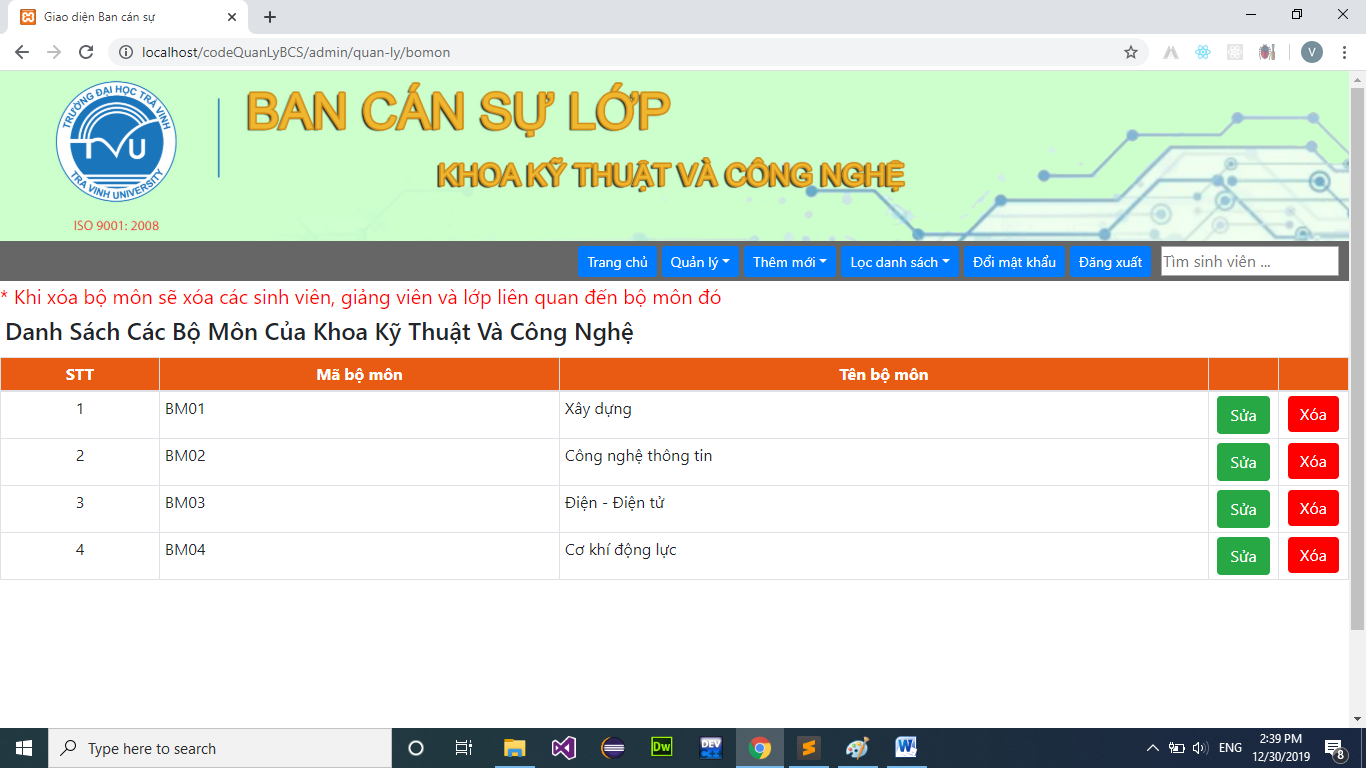 Giao diện Ban cán sự
localhost/codeQuanLyBCS/admin/quan-ly/bomon
V
TRƯỜNG ĐẠI HỌC TRÀ VINH
TVU
TRA VINH UNIVERSITY
ISO 9001: 2008
BAN CÁN SỰ LỚP
KHOA KỸ THUẬT VÀ CÔNG NGHỆ
Trang chủ Quản lý Thêm mới Lọc danh sách Đổi mật khẩu Đăng xuất Tìm sinh viên ...
* Khi xóa bộ môn sẽ xóa các sinh viên, giảng viên và lớp liên quan đến bộ môn đó
Danh Sách Các Bộ Môn Của Khoa Kỹ Thuật Và Công Nghệ
STT Mã bộ môn Tên bộ môn
1 BM01 Xây dựng Sửa Xóa
2 BM02 Công nghệ thông tin Sửa Xóa
3 BM03 Điện - Điện tử Sửa Xóa
4 BM04 Cơ khí động lực Sửa Xóa
Type here to search
Dw
DEV
ENG
2:39 PM
12/30/2019
8